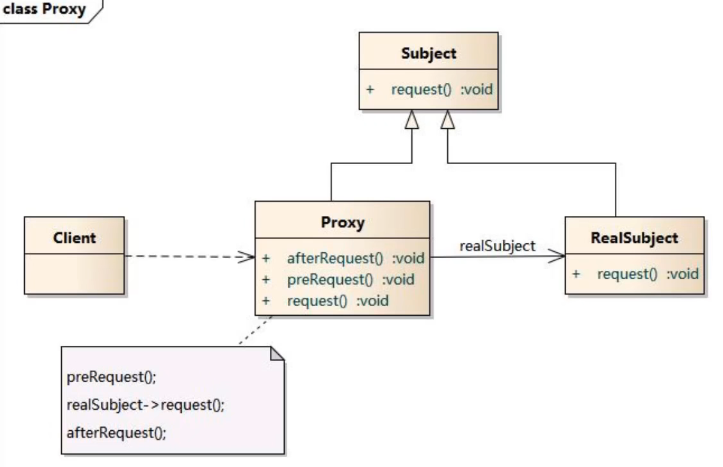 class Proxy
Subject
+ request() :void
Client
Proxy
+ afterRequest() :void
+ preRequest() :void
+ request() :void
realSubject
RealSubject
+ request() :void
preRequest();
realSubject->request();
afterRequest();